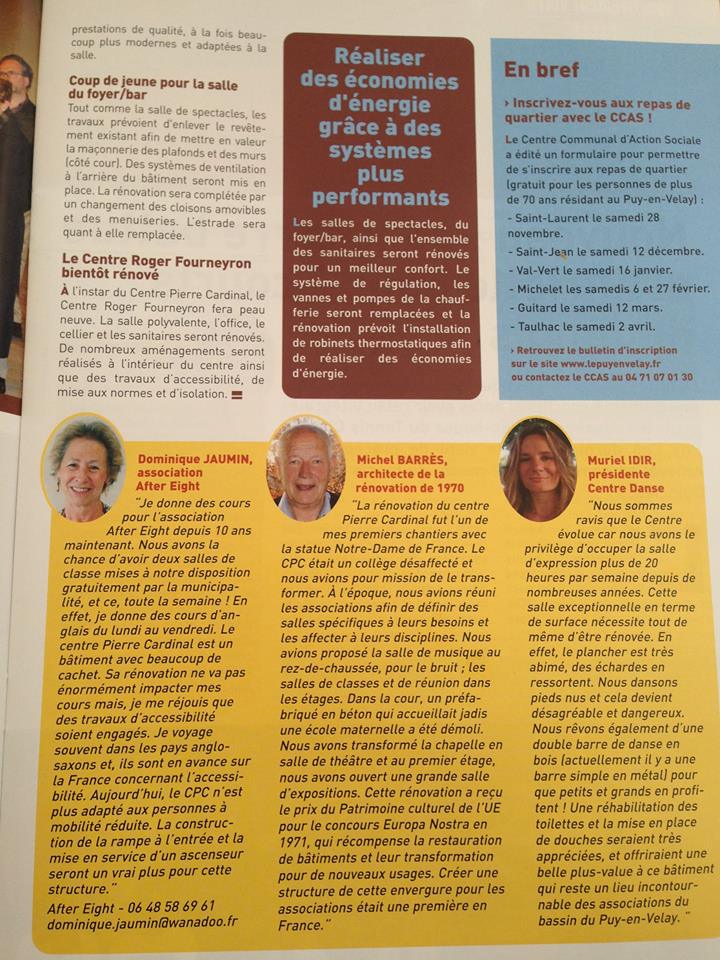 prestations de qualité, à la fois beau-
coup plus modernes et adaptées à la
salle.
Coup de jeune pour la salle
du foyer/bar
Tout comme la salle de spectacles, les
travaux prévoient d'enlever le revête-
ment existant afin de mettre en valeur
la maçonnerie des plafonds et des murs
(côté cour). Des systèmes de ventilation
à l'arrière du bâtiment seront mis en
place. La rénovation sera complétée par
un changement des cloisons amovibles
et des menuiseries. L'estrade sera
quant à elle remplacée.
Le Centre Roger Fourneyron
bientôt rénové
À l'instar du Centre Pierre Cardinal, le
Centre Roger Fourneyron fera peau
neuve. La salle polyvalente, l'office, le
cellier et les sanitaires seront rénovés.
De nombreux aménagements seront
réalisés à l'intérieur du centre ainsi
que des travaux d'accessibilité, de
mise aux normes et d'isolation.
Réaliser
des économies
d'énergie
grâce à des
systèmes
plus
performants
Les salles de spectacles, du
foyer/bar, ainsi que l'ensemble
des sanitaires seront rénovés
pour un meilleur confort. Le
système de régulation, les
vannes et pompes de la chauf-
ferie seront remplacées et la
rénovation prévoit l'installation
de robinets thermostatiques afin
de réaliser des économies
d'énergie.
En bref
› Inscrivez-vous aux repas de
quartier avec le CCAS !
Le Centre Communal d'Action Sociale
a édité un formulaire pour permettre
de s'inscrire aux repas de quartier
(gratuit pour les personnes de plus
de 70 ans résidant au Puy-en-Velay) :
- Saint-Laurent le samedi 28
novembre.
- Saint-Jean le samedi 12 décembre.
- Val-Vert le samedi 16 janvier.
- Michelet les samedis 6 et 27 février.
- Guitard le samedi 12 mars.
- Taulhac le samedi 2 avril.
› Retrouvez le bulletin d'inscription
sur le site www.lepuyenvelay.fr
ou contactez le CCAS au 04 71 07 01 30
Dominique JAUMIN,
association
After Eight
"Je donne des cours
pour l'association
After Eight depuis 10 ans
maintenant. Nous avons la
chance d'avoir deux salles de
classe mises à notre disposition
gratuitement par la municipa-
lité, et ce, toute la semaine ! En
effet, je donne des cours d'an-
glais du lundi au vendredi. Le
centre Pierre Cardinal est un
bâtiment avec beaucoup de
cachet. Sa rénovation ne va pas
énormément impacter mes
cours mais, je me réjouis que
des travaux d'accessibilité
soient engagés. Je voyage
souvent dans les pays anglo-
saxons et, ils sont en avance sur
la France concernant l'accessi-
bilité. Aujourd'hui, le CPC n'est
plus adapté aux personnes à
mobilité réduite. La construc-
tion de la rampe à l'entrée et la
mise en service d'un ascenseur
seront un vrai plus pour cette
structure."
After Eight - 06 48 58 69 61
dominique.jaumin@wanadoo.fr
Michel BARRÈS,
architecte de la
rénovation de 1970
"La rénovation du centre
Pierre Cardinal fut l'un de
mes premiers chantiers avec
la statue Notre-Dame de France. Le
CPC était un collège désaffecté et
nous avions pour mission de le trans-
former. À l'époque, nous avons réuni
les associations afin de définir des
salles spécifiques à leurs besoins et
les affecter à leurs disciplines. Nous
avions proposé la salle de musique au
rez-de-chaussée, pour le bruit ; les
salles de classes et de réunion dans
les étages. Dans la cour, un préfa-
briqué en béton qui accueillait jadis
une école maternelle a été démoli.
Nous avons transformé la chapelle en
salle de théâtre et au premier étage,
nous avons ouvert une grande salle
d'expositions. Cette rénovation a reçu
le prix du Patrimoine culturel de l'UE
pour le concours Europa Nostra en
1971, qui récompense la restauration
de bâtiments et leur transformation
pour de nouveaux usages. Créer une
structure de cette envergure pour les
associations était une première en
France."
Muriel IDIR,
présidente
Centre Danse
"Nous sommes
ravis que le Centre
évolue car nous avons le
privilège d'occuper la salle
d'expression plus de 20
heures par semaine depuis de
nombreuses années. Cette
salle exceptionnelle en terme
de surface nécessite tout de
même d'être rénovée. En
effet, le plancher est très
abimé, des échardes en
ressortent. Nous dansons
pieds nus et cela devient
désagréable et dangereux.
Nous rêvons également d'une
double barre de danse en
bois (actuellement il y a une
barre simple en métal) pour
que petits et grands en profi-
tent ! Une réhabilitation des
toilettes et la mise en place
de douches seraient très
appréciées, et offriraient une
belle plus-value à ce bâtiment
qui reste un lieu incontour-
nable des associations du
bassin du Puy-en-Velay. "